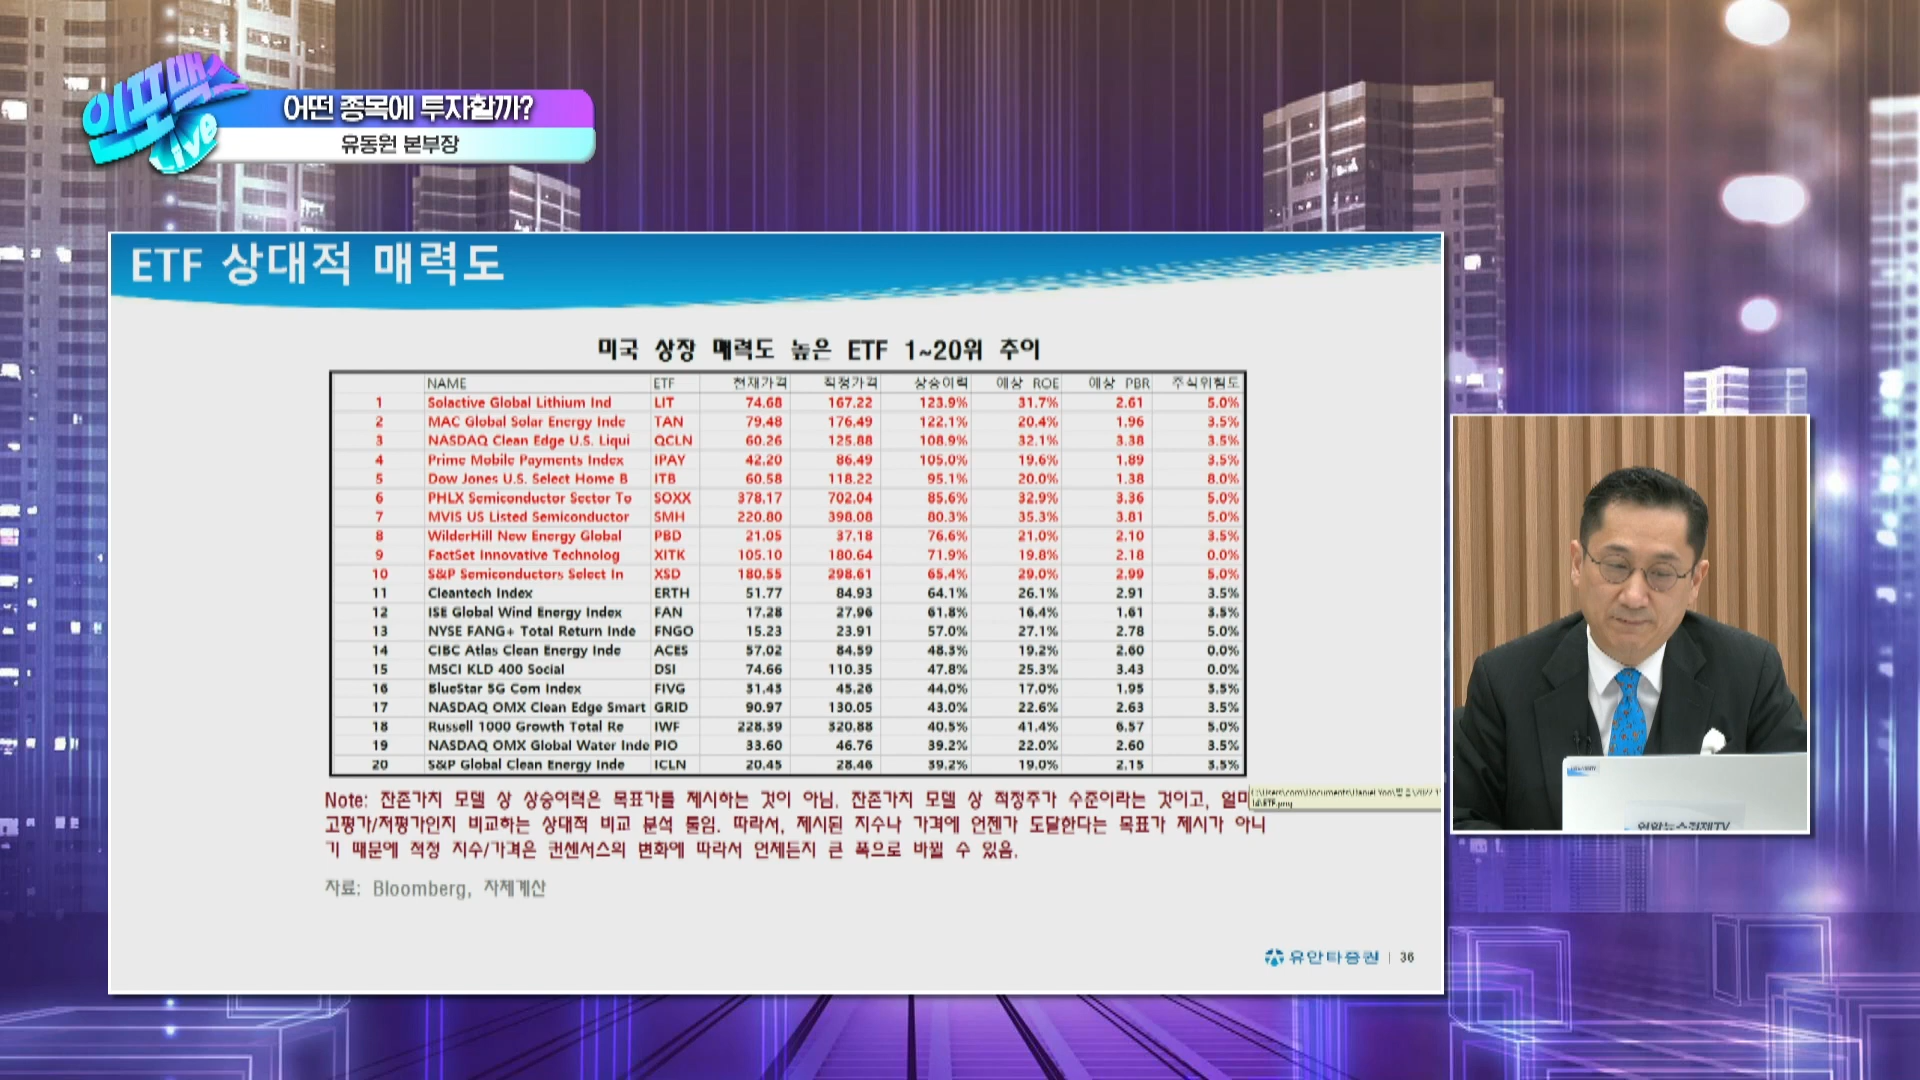 인포맥스
Live
어떤 종목에 투자할까?
유동원 본부장
ETF 상대적 매력도
미국 상장 매력도 높은 ETF 1~20위 추이
NAME ETF 현재가격 적정가격 상승여력 예상 ROE 예상 PBR 주식위험도
1 Solactive Global Lithium Ind LIT 74.68 167.22 123.9% 31.7% 2.61 5.0%
2 MAC Global Solar Energy Inde TAN 79.48 176.49 122.1% 20.4% 1.96 3.5%
3 NASDAQ Clean Edge U.S. Liqui QCLN 60.26 125.88 108.9% 32.1% 3.38 3.5%
4 Prime Mobile Payments Index IPAY 42.20 86.49 105.0% 19.6% 1.89 3.5%
5 Dow Jones U.S. Select Home B ITB 60.58 118.22 95.1% 20.0% 1.38 8.0%
6 PHLX Semiconductor Sector To SOXX 378.17 702.04 85.6% 32.9% 3.36 5.0%
7 MVIS US Listed Semiconductor SMH 220.80 398.08 80.3% 35.3% 3.81 5.0%
8 WilderHill New Energy Global PBD 21.05 37.18 76.6% 21.0% 2.10 3.5%
9 FactSet Innovative Technolog XITK 105.10 180.64 71.9% 19.8% 2.18 0.0%
10 S&P Semiconductors Select In XSD 180.55 298.61 65.4% 29.0% 2.99 5.0%
11 Cleantech Index ERTH 51.77 84.93 64.1% 26.1% 2.91 3.5%
12 ISE Global Wind Energy Index FAN 17.28 27.96 61.8% 16.4% 1.61 3.5%
13 NYSE FANG+ Total Return Inde FNGO 15.23 23.91 57.0% 27.1% 2.78 5.0%
14 CIBC Atlas Clean Energy Inde ACES 57.02 84.59 48.3% 19.2% 2.60 0.0%
15 MSCI KLD 400 Social DSI 74.66 110.35 47.8% 25.3% 3.43 0.0%
16 BlueStar 5G Com Index FIVG 31.43 45.26 44.0% 17.0% 1.95 3.5%
17 NASDAQ OMX Clean Edge Smart GRID 90.97 130.05 43.0% 22.6% 2.63 3.5%
18 Russell 1000 Growth Total Re IWF 228.39 320.88 40.5% 41.4% 6.57 5.0%
19 NASDAQ OMX Global Water Inde PIO 33.60 46.76 39.2% 22.0% 2.60 3.5%
20 S&P Global Clean Energy Inde ICLN 20.45 28.46 39.2% 19.0% 2.15 3.5%
Note: 잔존가치 모델 상 상승여력은 목표가를 제시하는 것이 아님. 잔존가치 모델 상 적정주가 수준이라는 것이고, 얼마
고평가/저평가인지 비교하는 상대적 비교 분석 툴임. 따라서, 제시된 지수나 가격에 언젠가 도달한다는 목표가 제시가 아니
기 때문에 적정 지수/가격은 컨센서스의 변화에 따라서 언제든지 큰 폭으로 바뀔 수 있음.
자료: Bloomberg, 자체계산
유안타증권 | 36
연합뉴스경제TV